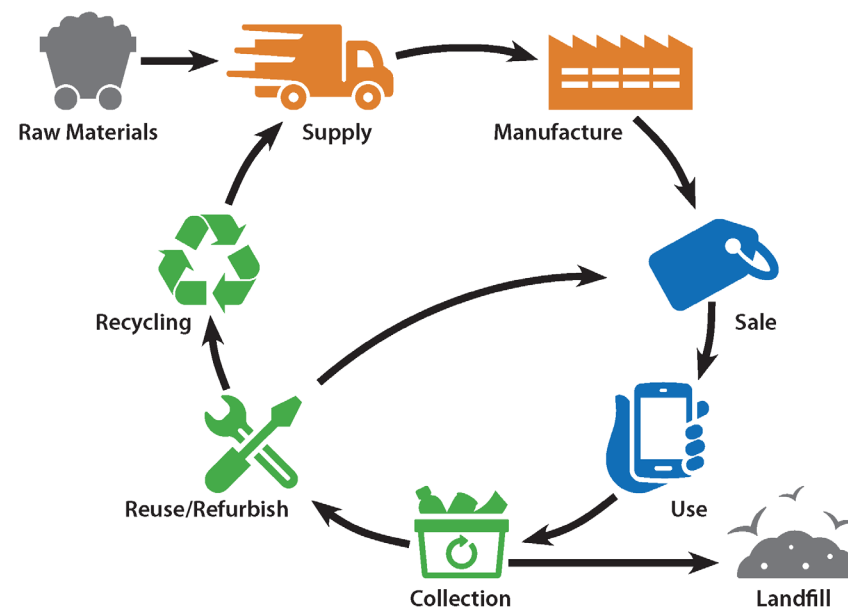 Raw Materials
Supply
Manufacture
Recycling
Sale
Reuse/Refurbish
Use
Collection
Landfill